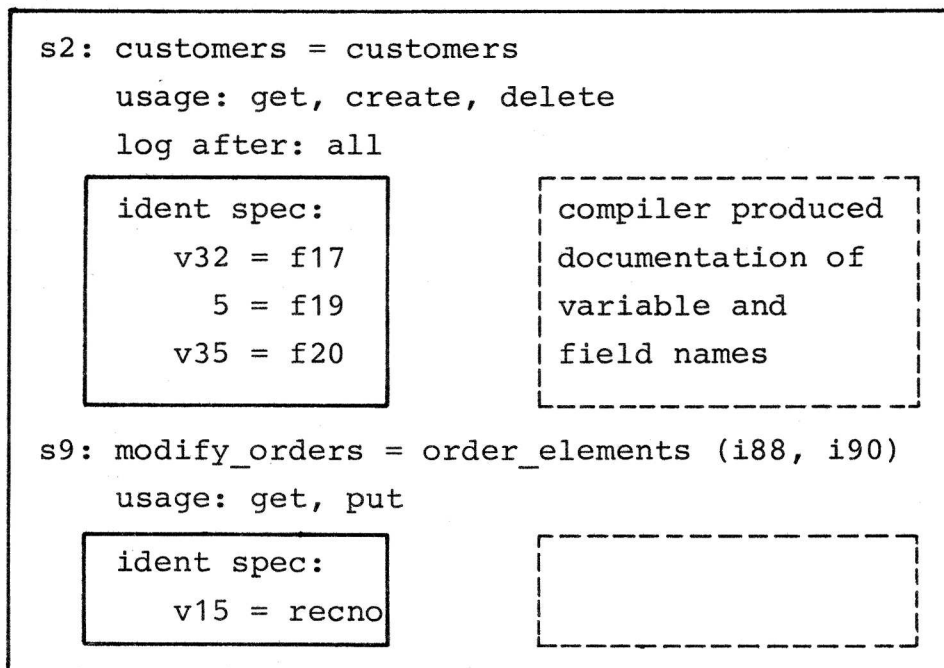 s2: customers = customers
usage: get, create, delete
log after: all
ident spec:
v32 = f17
5 = f19
v35 = f20
compiler produced
documentation of
variable and
field names
s9: modify_orders = order_elements (i88, i90)
usage: get, put
ident spec:
v15 = recno